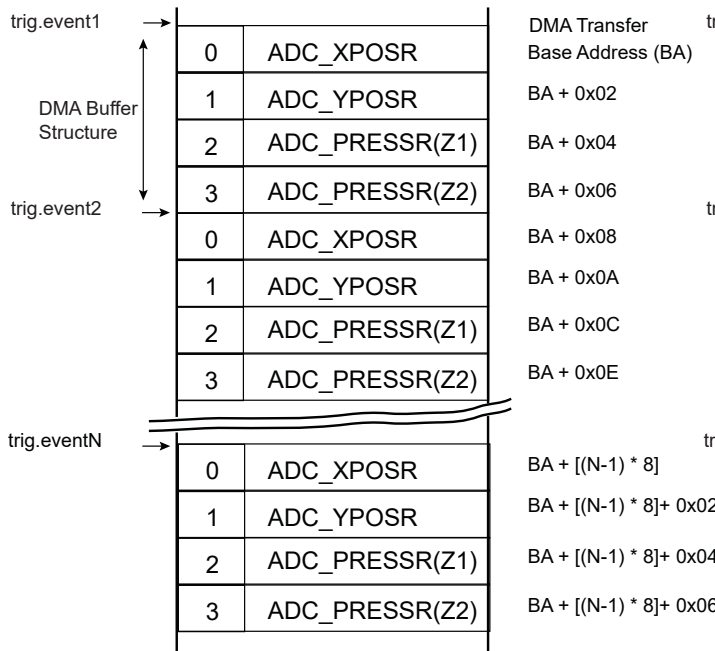 trig.event1
DMA Transfer
Base Address (BA)
tr
0 ADC_XPOSR
DMA Buffer
Structure
1 ADC_YPOSR BA + 0x02
2 ADC_PRESSR(Z1) BA + 0x04
3 ADC_PRESSR(Z2) BA + 0x06
trig.event2
tr
0 ADC_XPOSR BA + 0x08
1 ADC_YPOSR BA + 0x0A
2 ADC_PRESSR(Z1) BA + 0x0C
3 ADC_PRESSR(Z2) BA + 0x0E
trig.eventN
tr
0 ADC_XPOSR BA + [(N-1) * 8]
1 ADC_YPOSR BA + [(N-1) * 8]+ 0x02
2 ADC_PRESSR(Z1) BA + [(N-1) * 8]+ 0x04
3 ADC_PRESSR(Z2) BA + [(N-1) * 8]+ 0x06